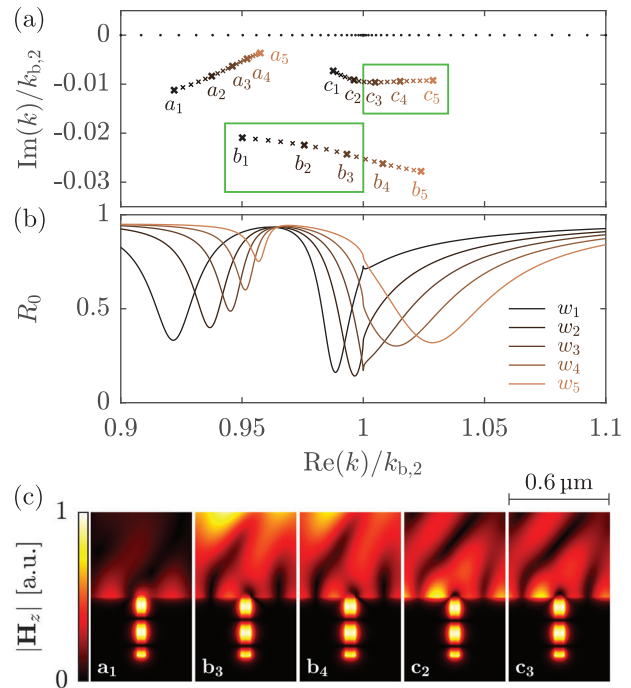 (a)
0
-0.01
-0.02
-0.03
Im(k)/k_{b,2}
a_1
a_2
a_3
a_4
a_5
c_1
c_2
c_3
c_4
c_5
b_1
b_2
b_3
b_4
b_5
(b)
1
0.5
0
R_0
w_1
w_2
w_3
w_4
w_5
0.9
0.95
1
1.05
1.1
Re(k)/k_{b,2}
(c)
0.6 µm
1
0
|H_z| [a.u.]
a_1
b_3
b_4
c_2
c_3